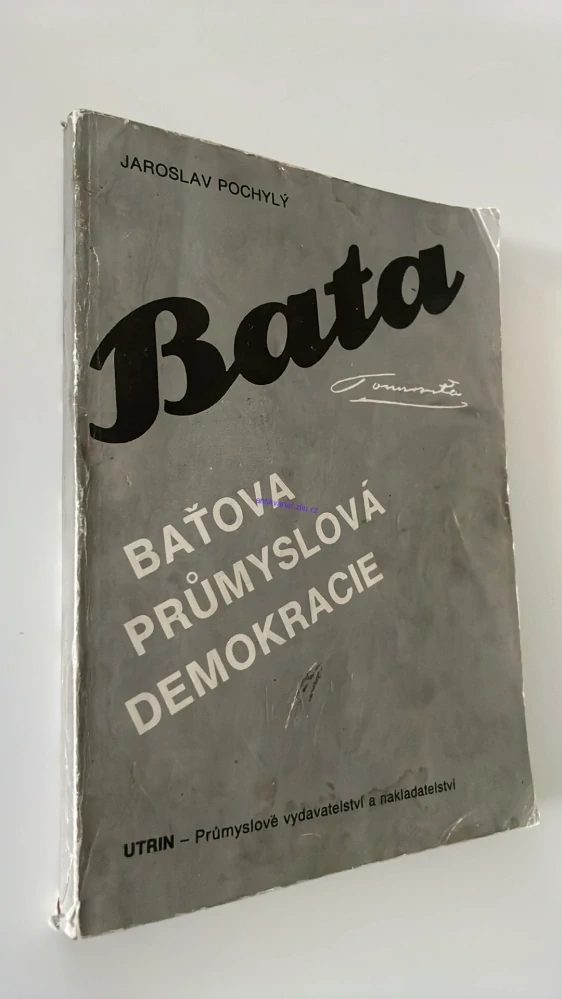 JAROSLAV POCHYLÝ
Bata
BAŤOVA
PRŮMYSLOVÁ
DEMOKRACIE
UTRIN – Průmyslové vydavatelství a nakladatelství